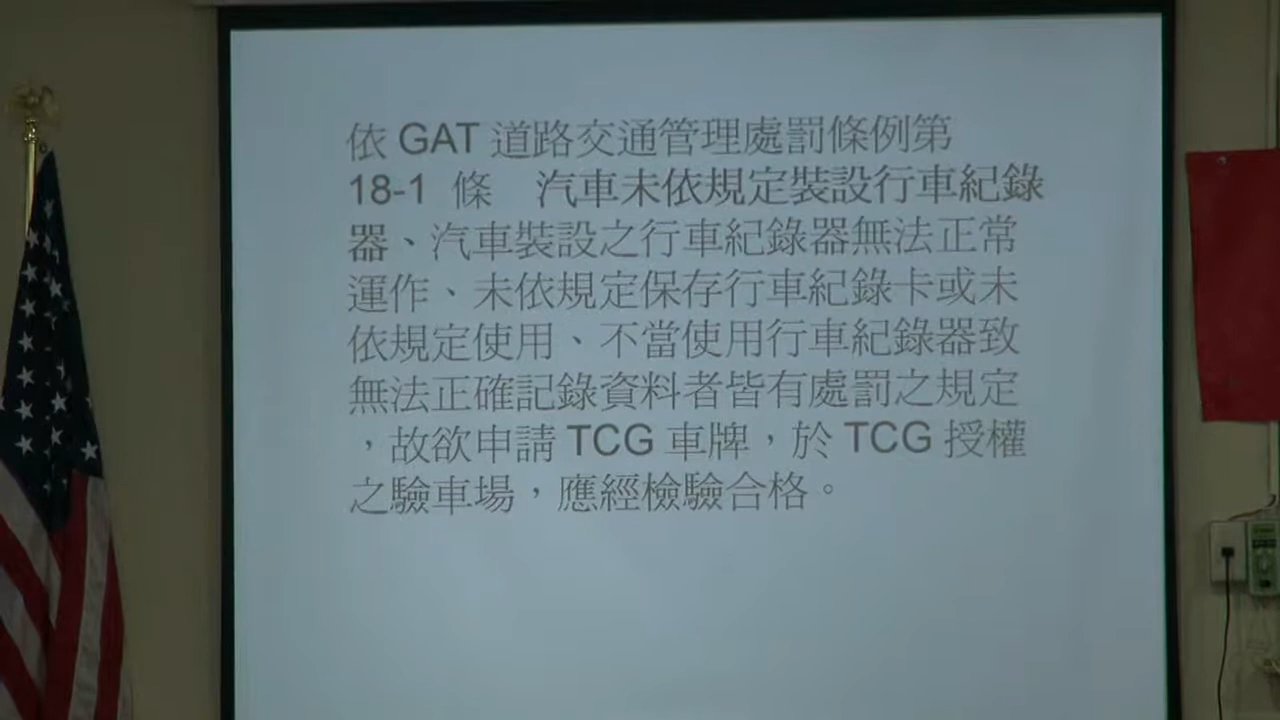 依 GAT 道路交通管理處罰條例第
18-1 條　汽車未依規定裝設行車紀錄
器、汽車裝設之行車紀錄器無法正常
運作、未依規定保存行車紀錄卡或未
依規定使用、不當使用行車紀錄器致
無法正確記錄資料者皆有處罰之規定
，故欲申請 TCG 車牌，於 TCG 授權
之驗車場，應經檢驗合格。